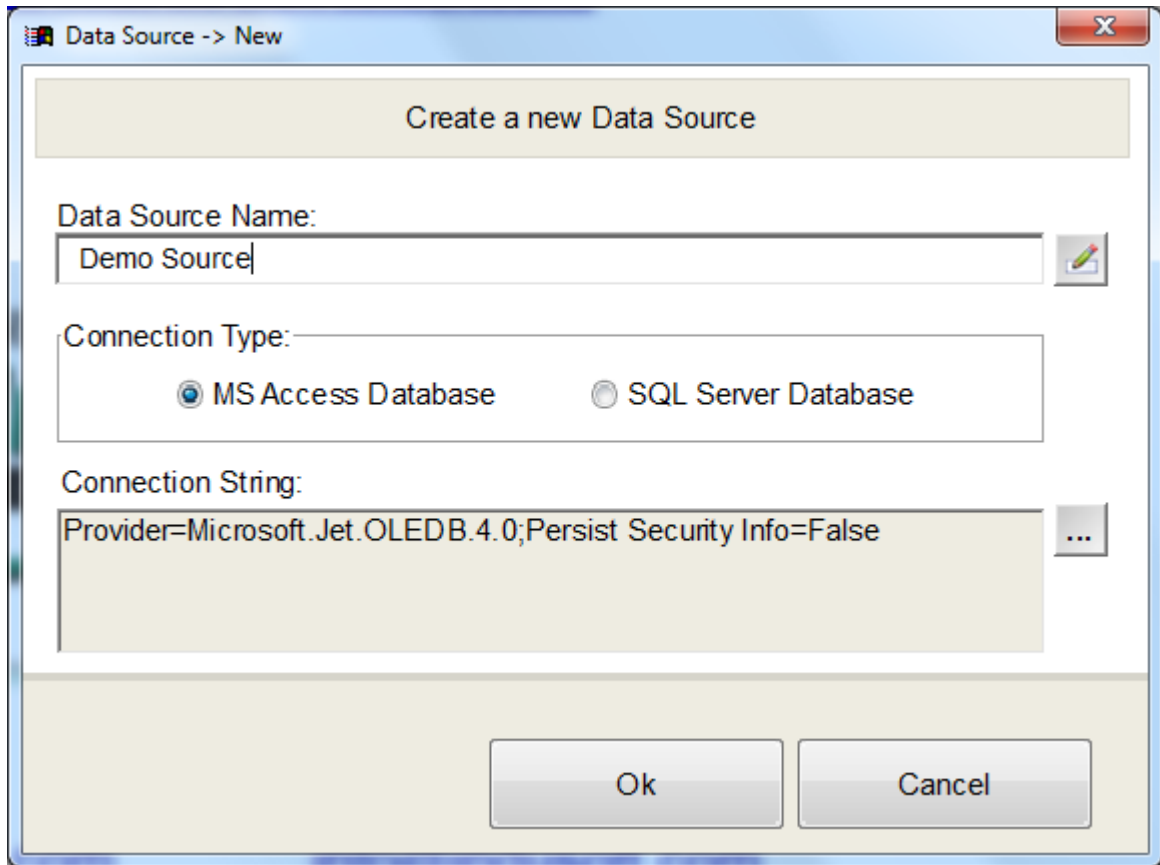 Data Source -> New
Create a new Data Source
Data Source Name:
Demo Source
Connection Type:
MS Access Database SQL Server Database
Connection String:
Provider=Microsoft.Jet.OLEDB.4.0;Persist Security Info=False
...
Ok Cancel